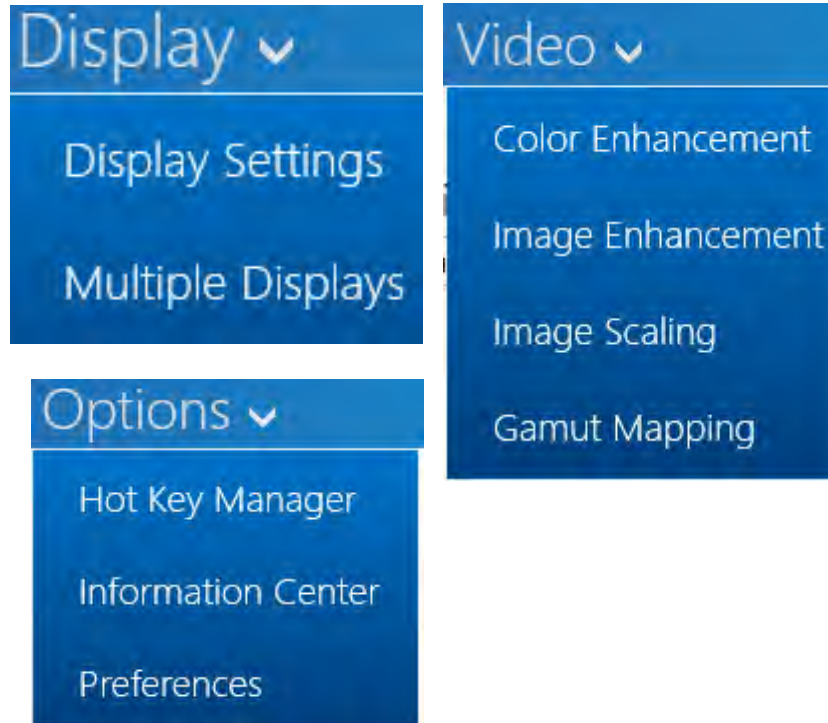 Display
Display Settings
Multiple Displays
Video
Color Enhancement
Image Enhancement
Image Scaling
Gamut Mapping
Options
Hot Key Manager
Information Center
Preferences